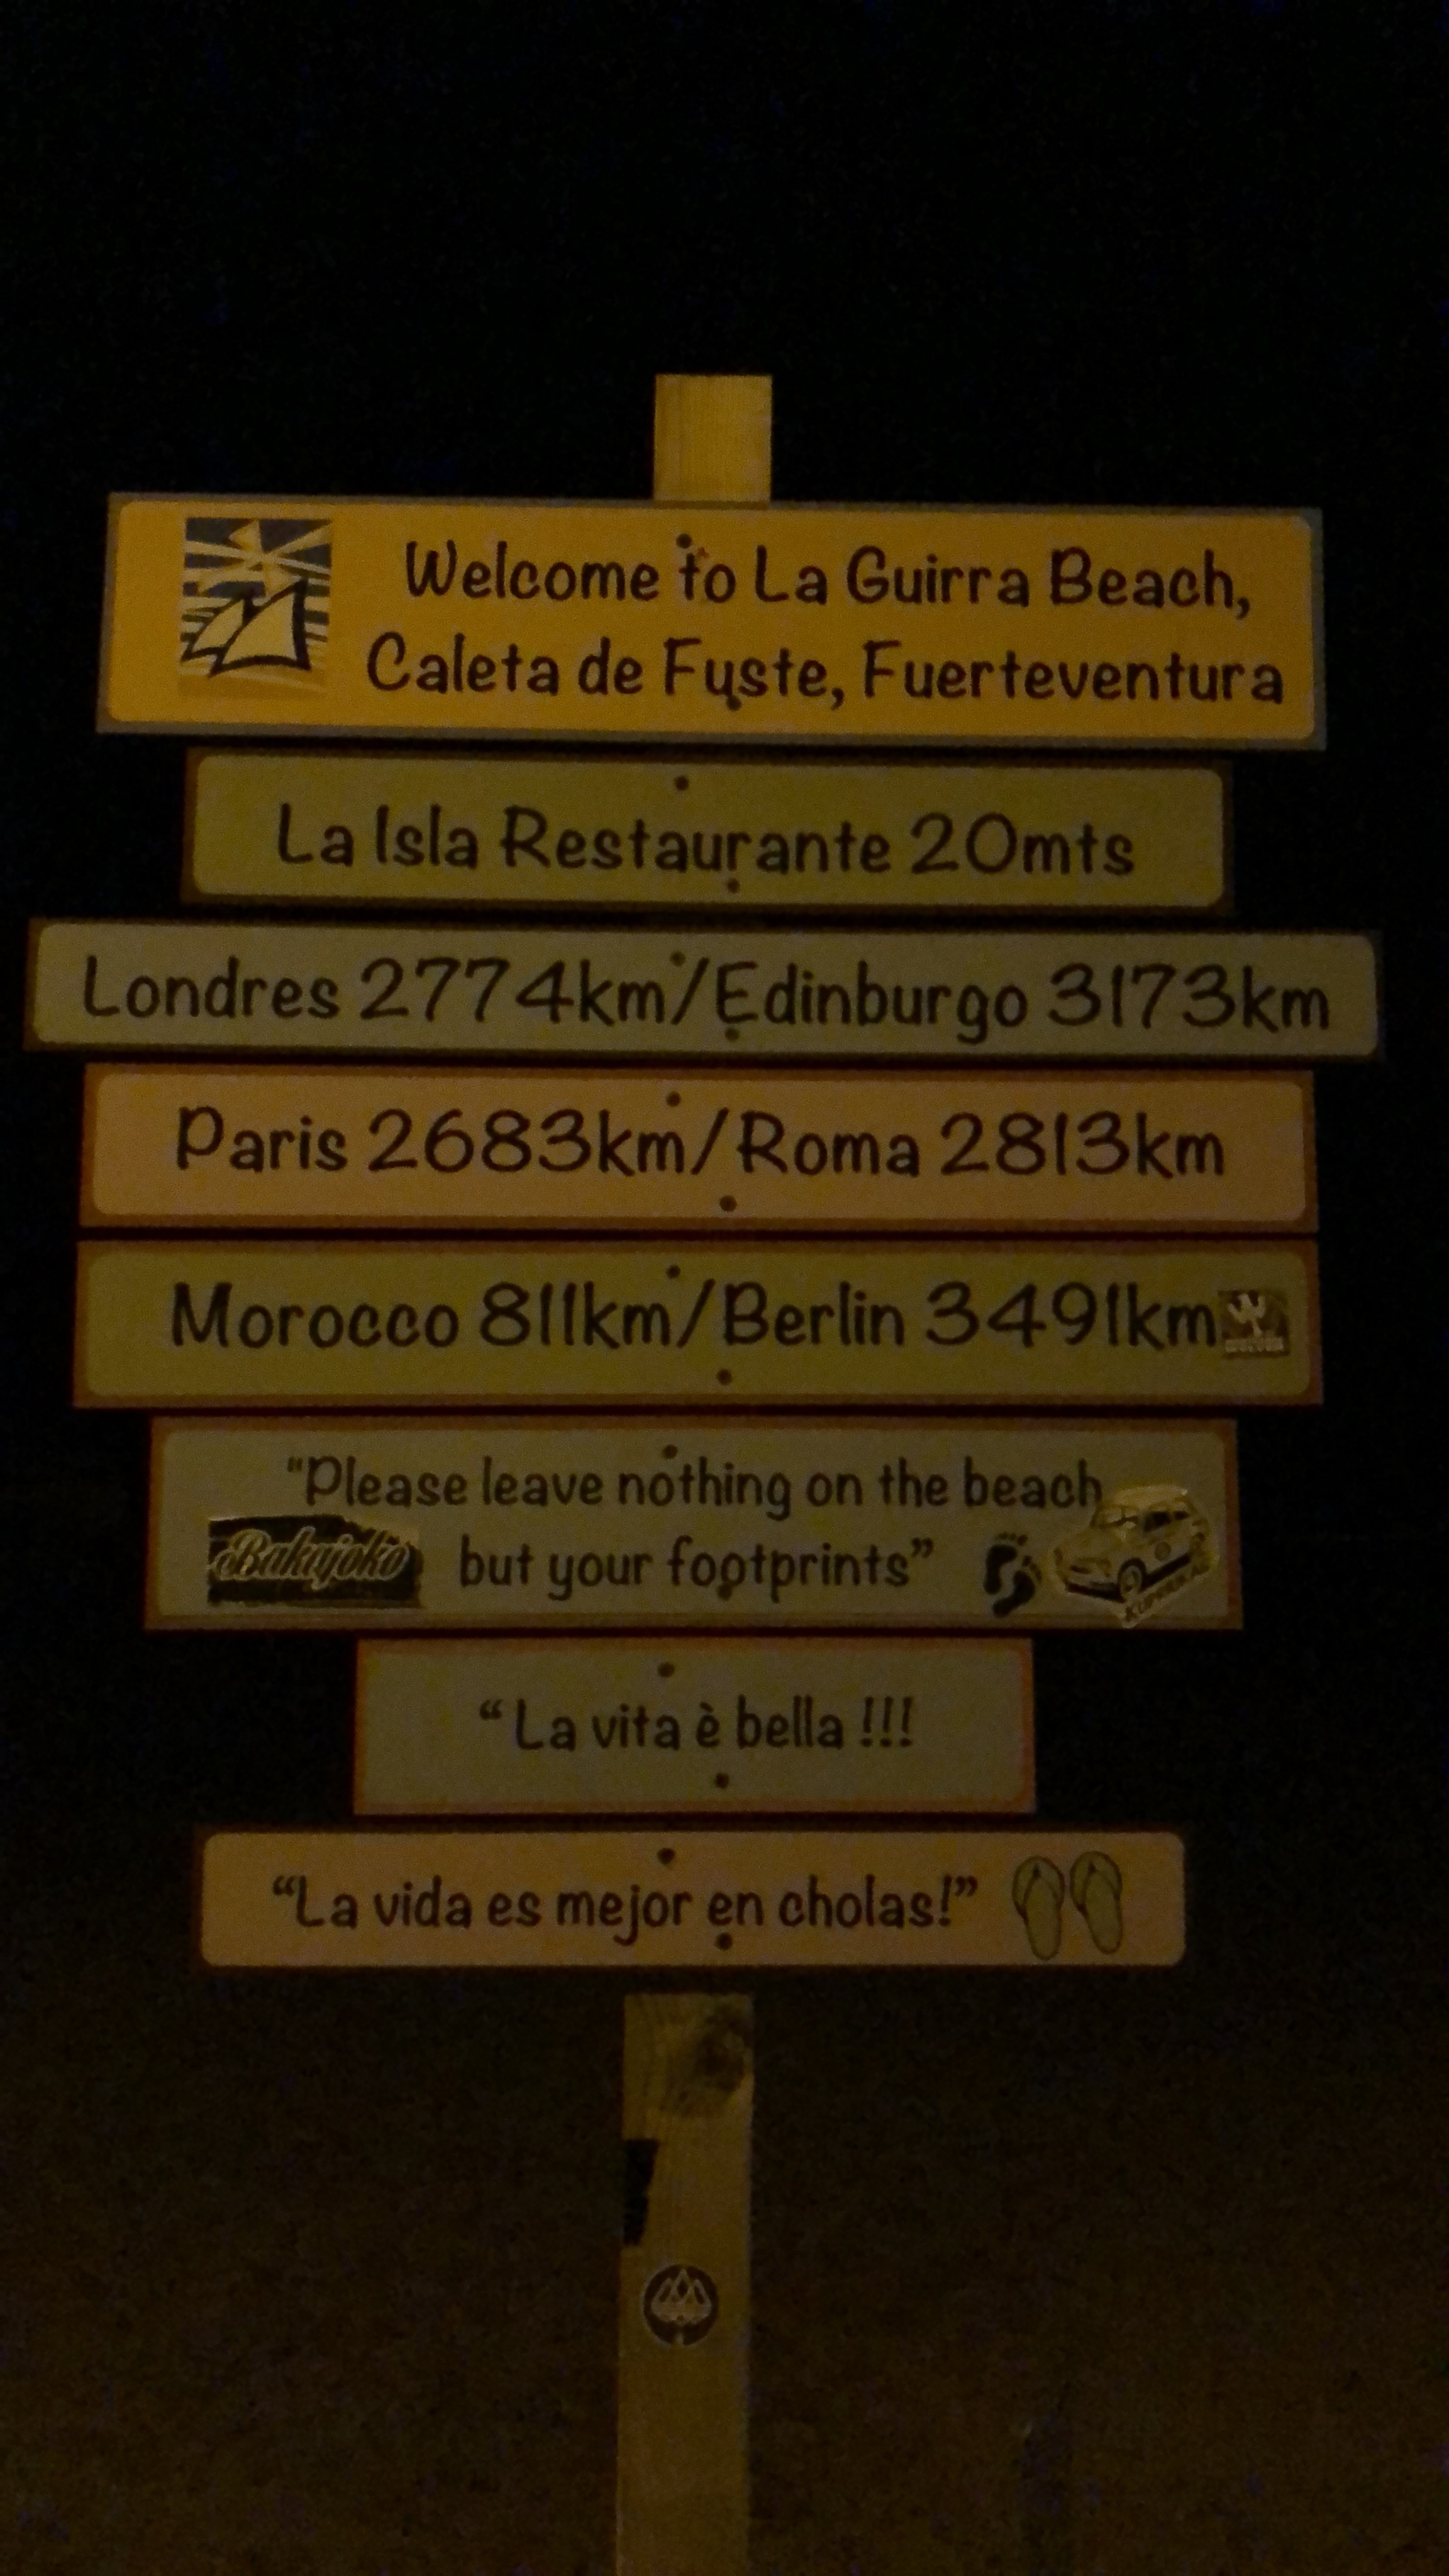 Welcome to La Guirra Beach,
Caleta de Fuste, Fuerteventura
La Isla Restaurante 20mts
Londres 2774km/Edinburgo 3173km
Paris 2683km/Roma 2813km
Morocco 811km/Berlin 3491km
"Please leave nothing on the beach
Bakujoko
but your footprints”
“La vita è bella !!!
“La vida es mejor en cholas!”